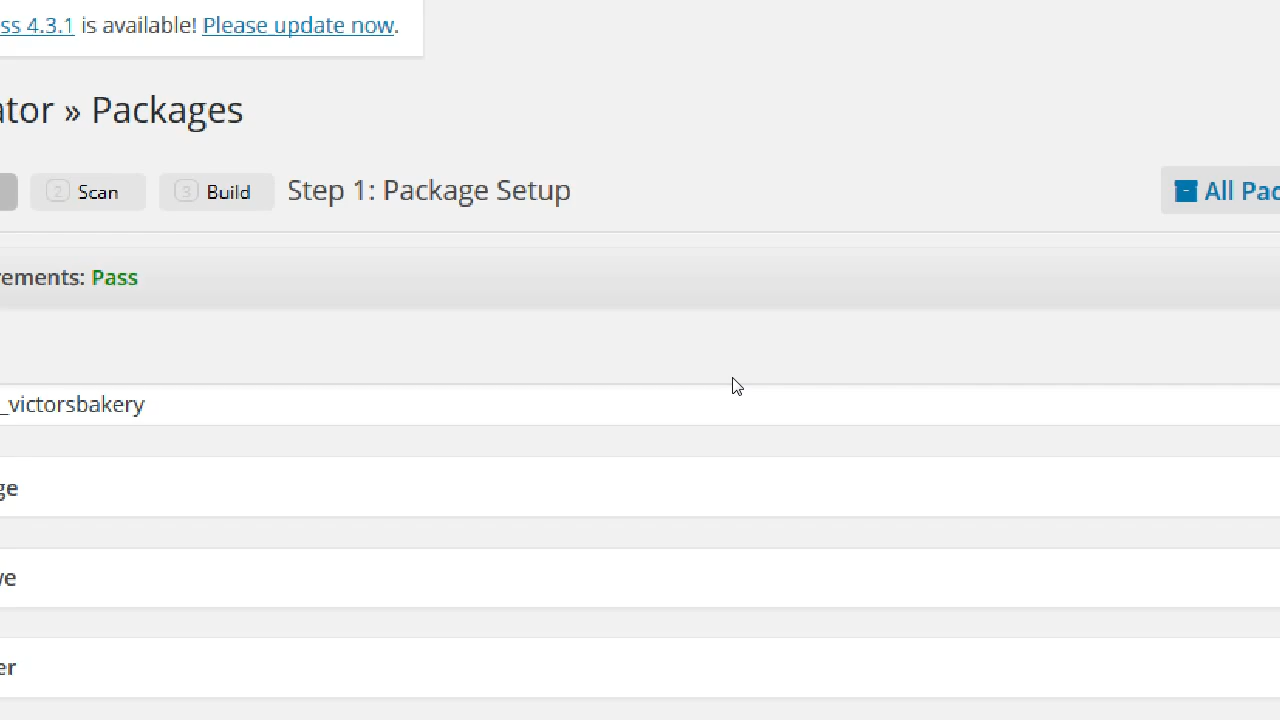 ss 4.3.1 is available! Please update now.
ator » Packages
2 Scan 3 Build Step 1: Package Setup All Pac
rements: Pass
_victorsbakery
ge
ve
er